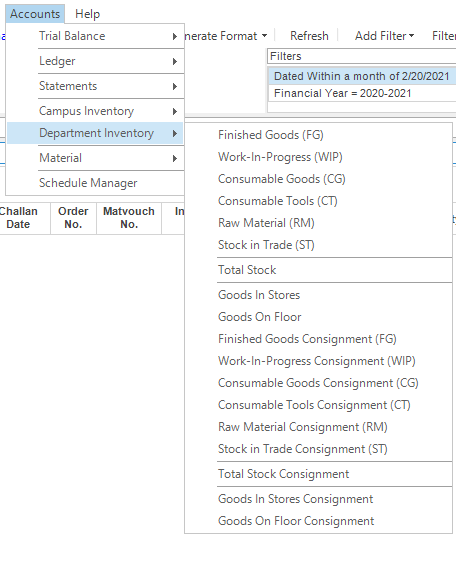 Accounts Help
Trial Balance
nerate Format Refresh Add Filter Filter
Ledger
Filters
Statements
Dated Within a month of 2/20/2021
Financial Year = 2020-2021
Campus Inventory
Department Inventory
Material
Schedule Manager
Challan Date
Order No.
Matvouch No.
In
Finished Goods (FG)
Work-In-Progress (WIP)
Consumable Goods (CG)
Consumable Tools (CT)
Raw Material (RM)
Stock in Trade (ST)
Total Stock
Goods In Stores
Goods On Floor
Finished Goods Consignment (FG)
Work-In-Progress Consignment (WIP)
Consumable Goods Consignment (CG)
Consumable Tools Consignment (CT)
Raw Material Consignment (RM)
Stock in Trade Consignment (ST)
Total Stock Consignment
Goods In Stores Consignment
Goods On Floor Consignment